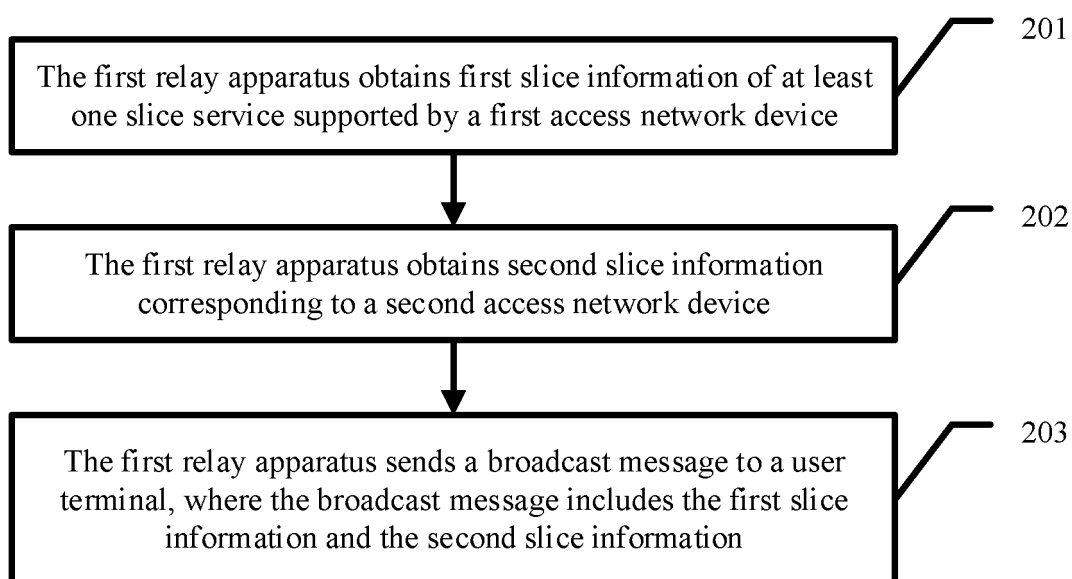 201
The first relay apparatus obtains first slice information of at least
one slice service supported by a first access network device
202
The first relay apparatus obtains second slice information
corresponding to a second access network device
203
The first relay apparatus sends a broadcast message to a user
terminal, where the broadcast message includes the first slice
information and the second slice information